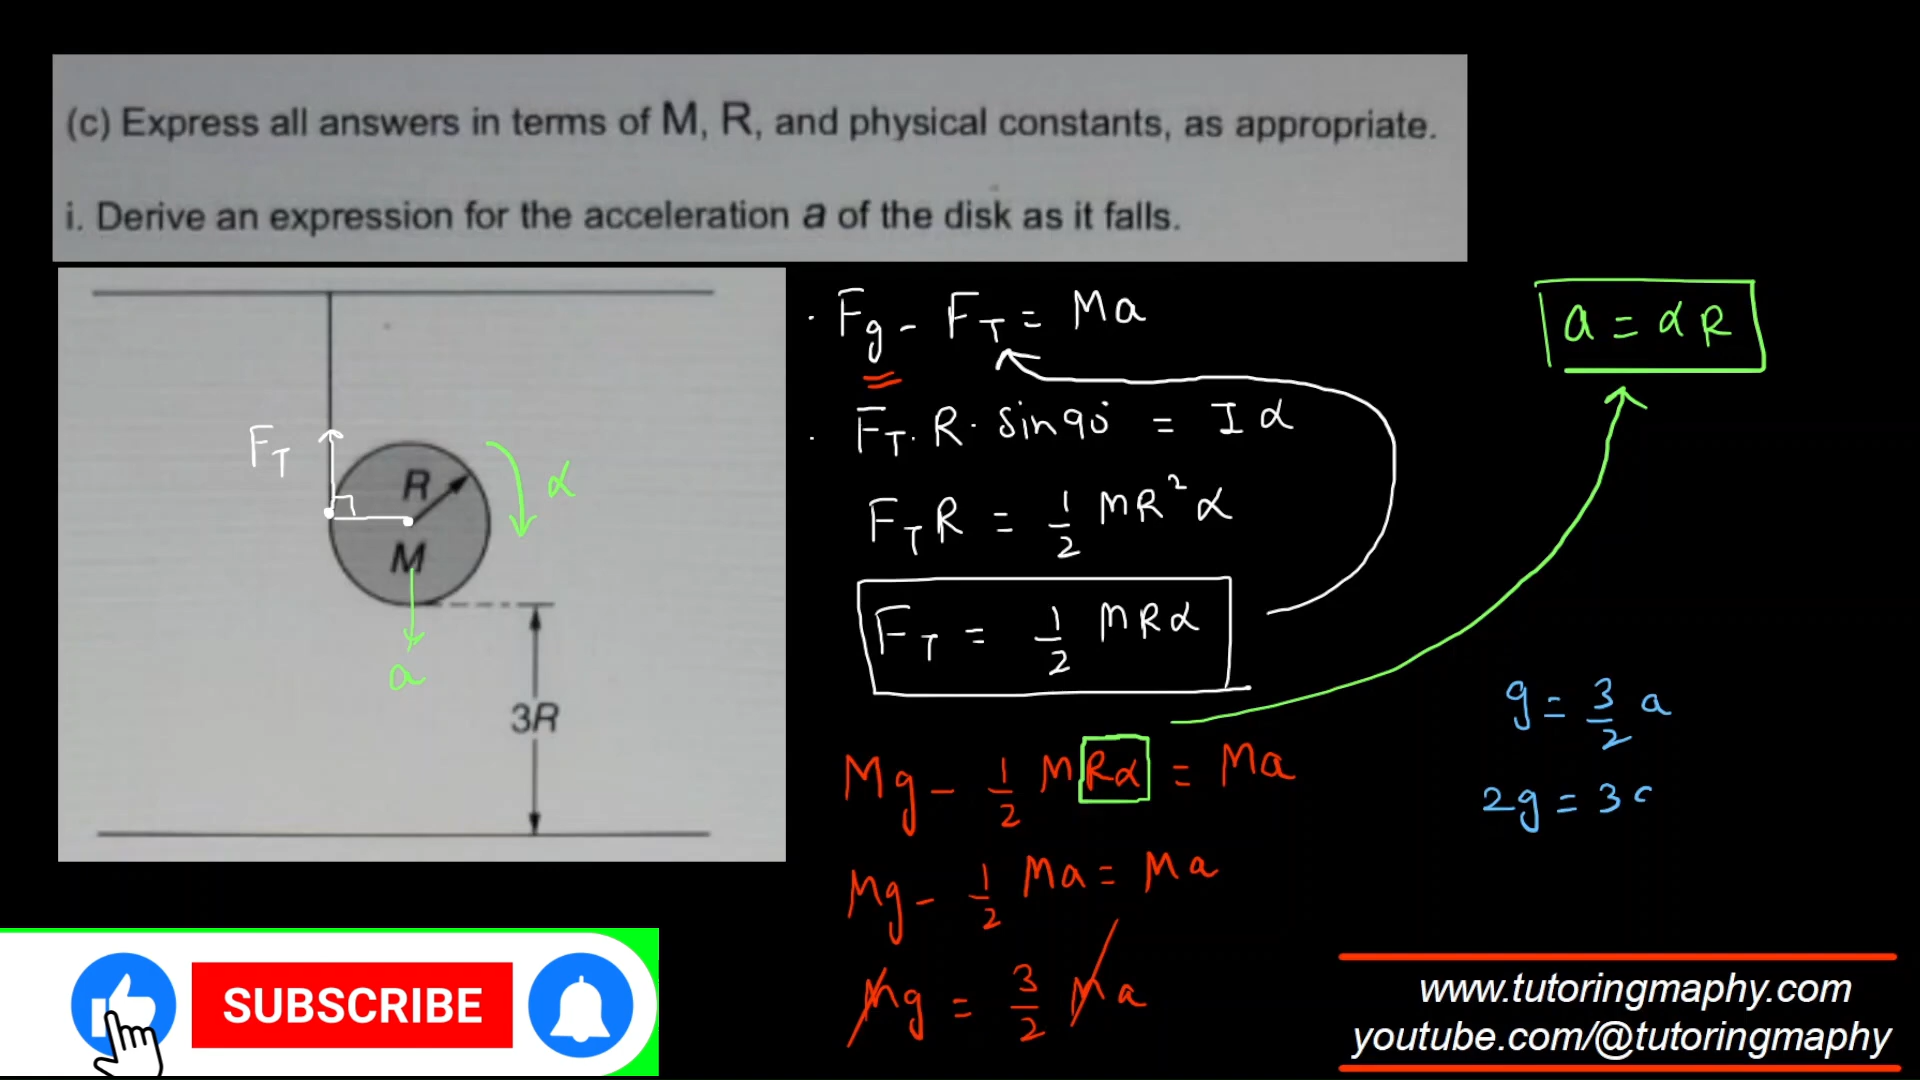 (c) Express all answers in terms of M, R, and physical constants, as appropriate.
i. Derive an expression for the acceleration a of the disk as it falls.
F_T
R
M
α
a
3R
· F_g - F_T = Ma
· F_T · R · sin 90° = I α
F_T R = 1/2 MR² α
F_T = 1/2 MRα
Mg - 1/2 MRα = Ma
Mg - 1/2 Ma = Ma
Mg = 3/2 Ma
a = αR
g = 3/2 a
2g = 3
SUBSCRIBE
www.tutoringmaphy.com
youtube.com/@tutoringmaphy